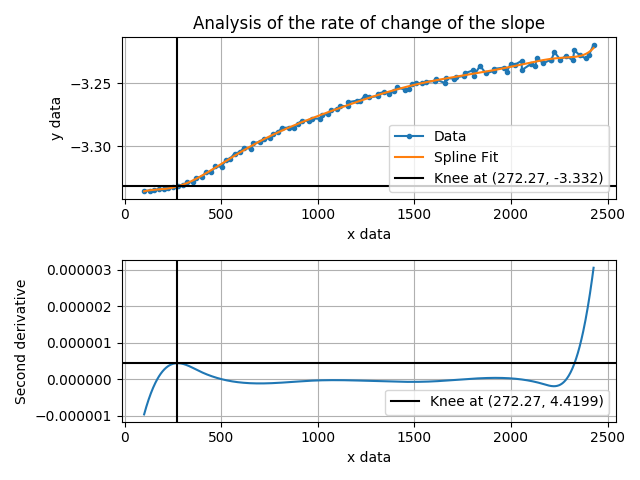 Analysis of the rate of change of the slope
y data
−3.25
−3.30
Data
Spline Fit
Knee at (272.27, -3.332)
0 500 1000 1500 2000 2500
x data
Second derivative
0.000003
0.000002
0.000001
0.000000
−0.000001
Knee at (272.27, 4.4199)
0 500 1000 1500 2000 2500
x data